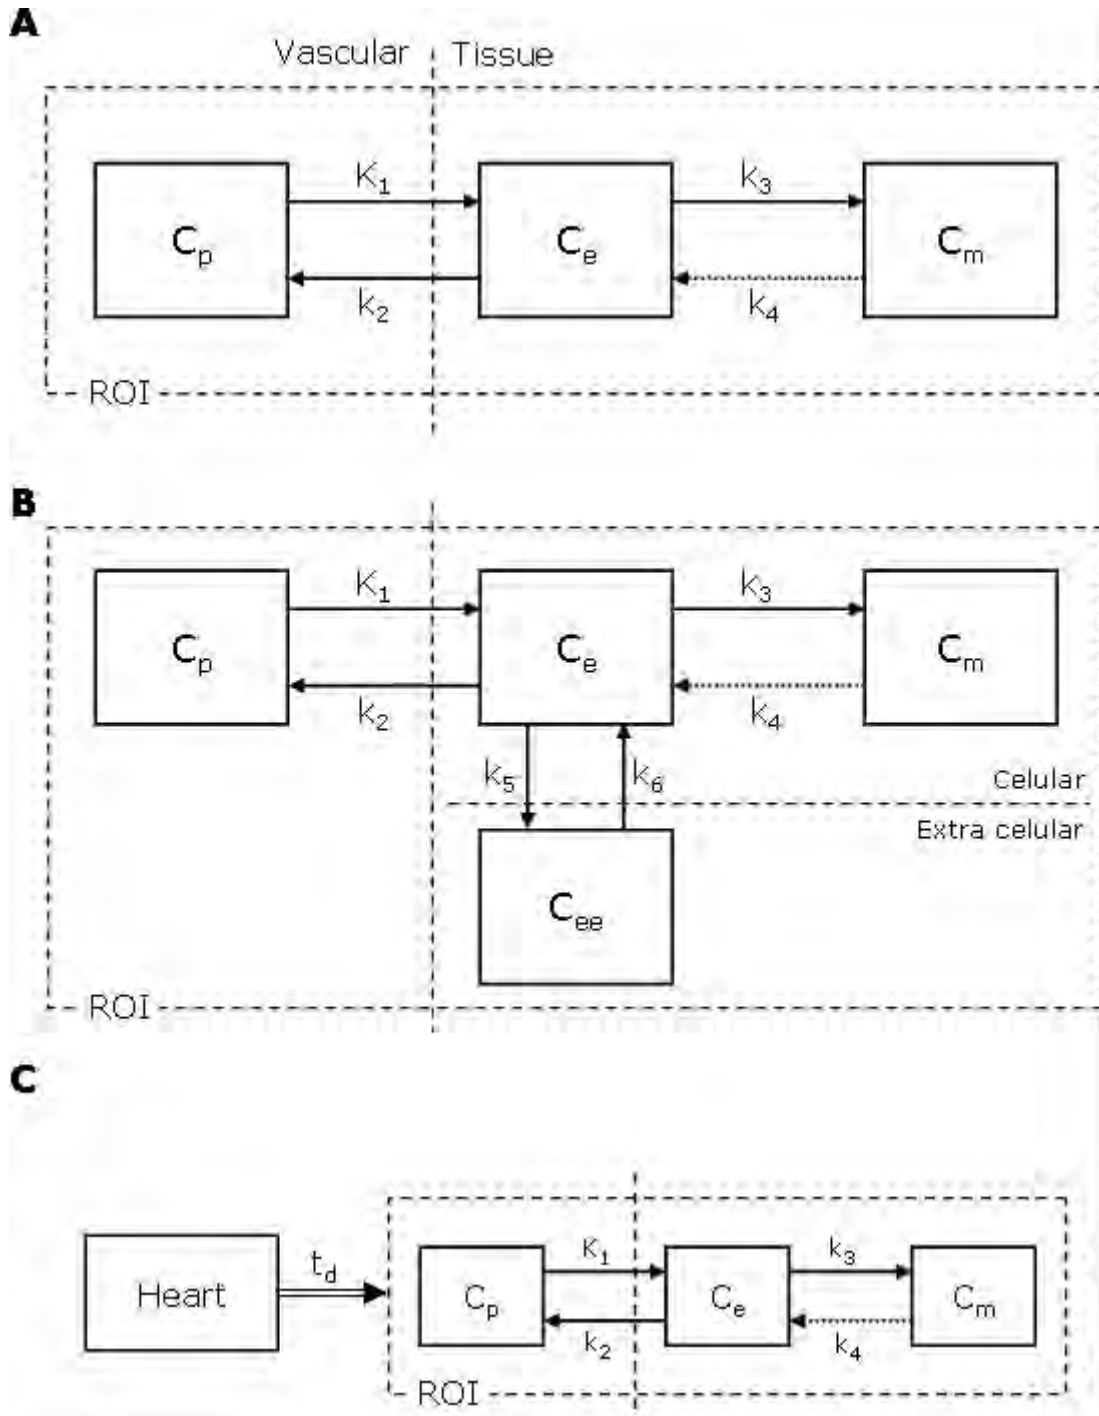 A
Vascular Tissue
K1 k3
Cp Ce Cm
k2 k4
ROI
B
K1 k3
Cp Ce Cm
k2 k4
k5 k6
Celular
Extra celular
Cee
ROI
C
K1 k3
td
Heart Cp Ce Cm
k2 k4
ROI